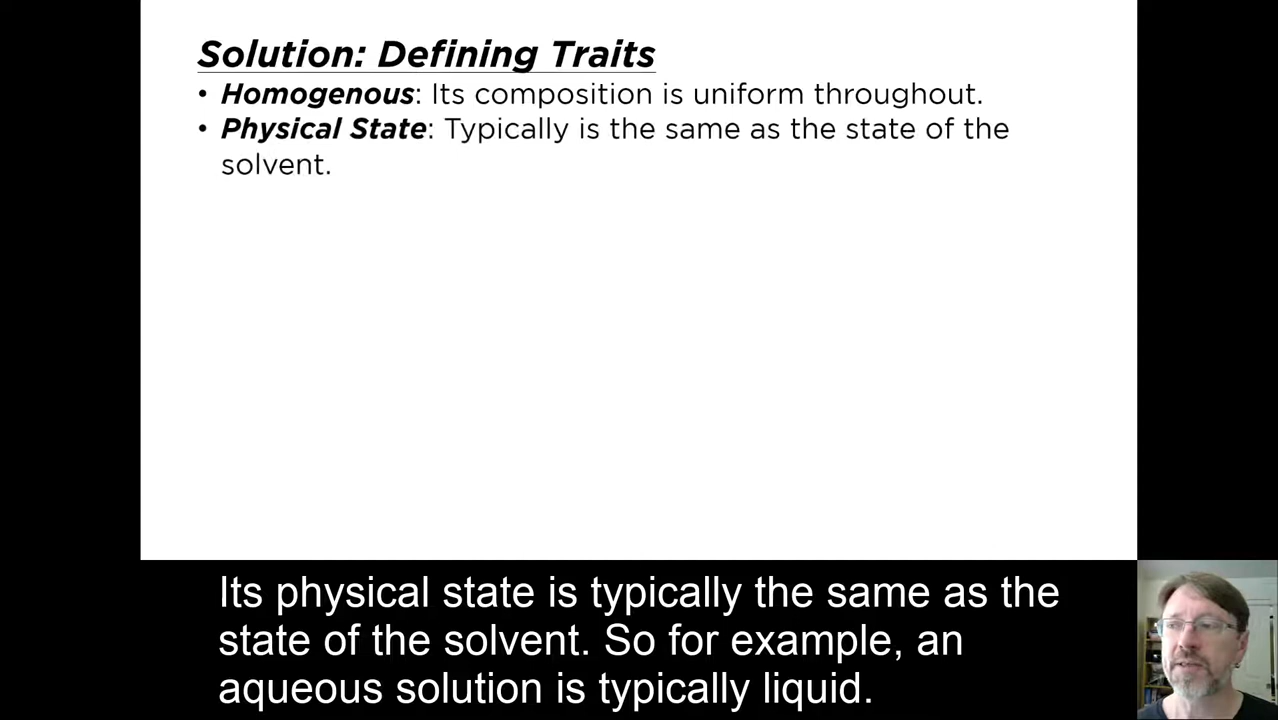 Solution: Defining Traits
• Homogenous: Its composition is uniform throughout.
• Physical State: Typically is the same as the state of the
solvent.
Its physical state is typically the same as the
state of the solvent. So for example, an
aqueous solution is typically liquid.